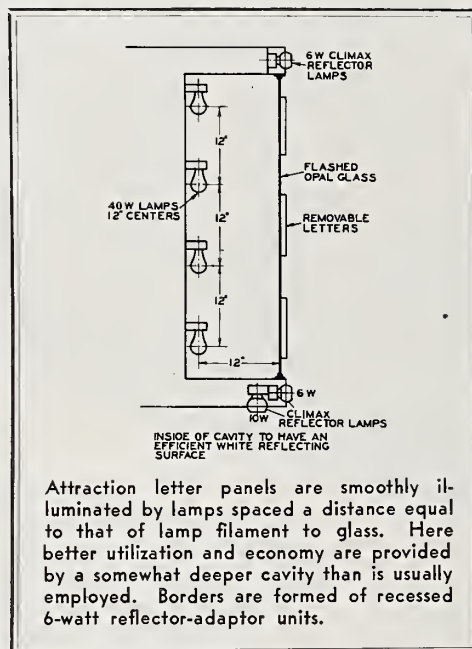 6 W CLIMAX
REFLECTOR
LAMPS
12"
FLASHED
OPAL GLASS
40 W LAMPS
12" CENTERS
12"
REMOVABLE
LETTERS
12"
12"
6 W
10W
CLIMAX
REFLECTOR LAMPS
INSIDE OF CAVITY TO HAVE AN
EFFICIENT WHITE REFLECTING
SURFACE
Attraction letter panels are smoothly il-
luminated by lamps spaced a distance equal
to that of lamp filament to glass. Here
better utilization and economy are provided
by a somewhat deeper cavity than is usually
employed. Borders are formed of recessed
6-watt reflector-adaptor units.